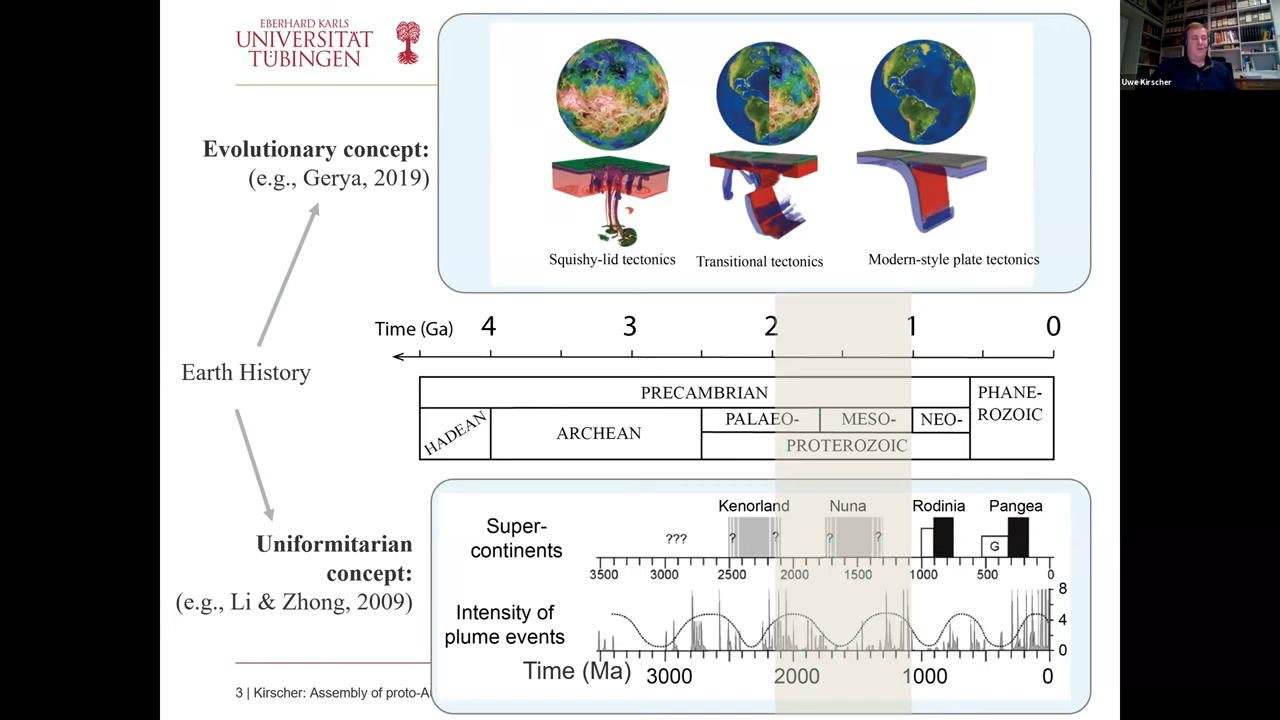 EBERHARD KARLS
UNIVERSITÄT
TÜBINGEN
Uwe Kirscher
Evolutionary concept:
(e.g., Gerya, 2019)
Squishy-lid tectonics
Transitional tectonics
Modern-style plate tectonics
Time (Ga)
4
3
2
1
0
Earth History
PRECAMBRIAN
PHANE-
ROZOIC
HADEAN
ARCHEAN
PALAEO-
MESO-
NEO-
PROTEROZOIC
Uniformitarian
concept:
(e.g., Li & Zhong, 2009)
Super-
continents
???
Kenorland
Nuna
Rodinia
Pangea
?
?
?
?
G
3500
3000
2500
2000
1500
1000
500
0
Intensity of
plume events
8
4
0
Time (Ma)
3000
2000
1000
0
3 | Kirscher: Assembly of proto-A